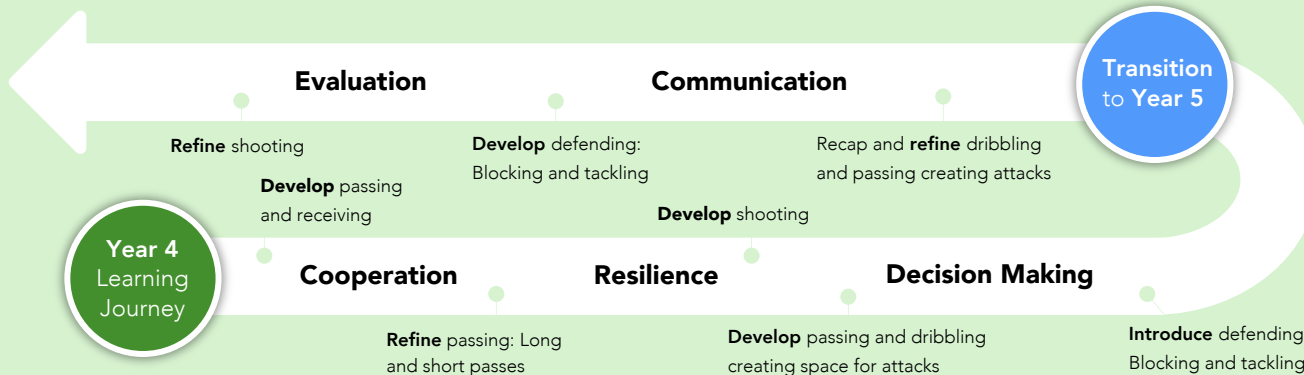 Evaluation
Communication
Transition
to Year 5
Refine shooting
Develop defending:
Blocking and tackling
Recap and refine dribbling
and passing creating attacks
Develop passing
and receiving
Develop shooting
Year 4
Learning
Journey
Cooperation
Resilience
Decision Making
Refine passing: Long
and short passes
Develop passing and dribbling
creating space for attacks
Introduce defending
Blocking and tackling